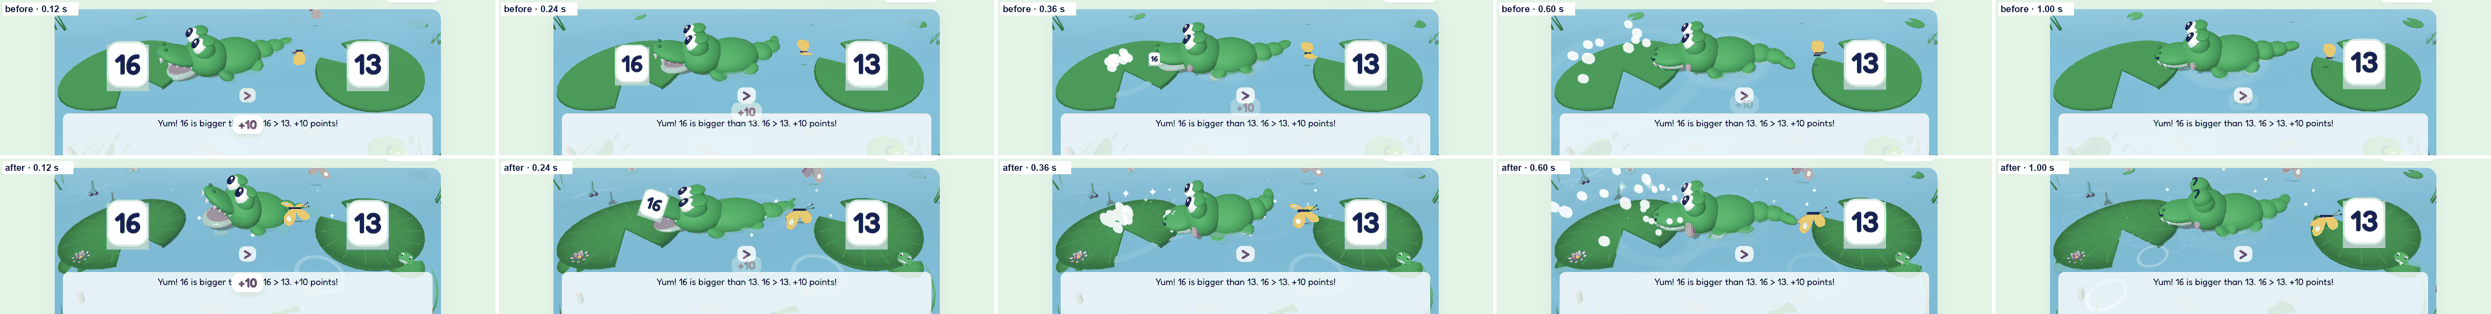 before · 0.12 s
16
13
>
Yum! 16 is bigger t
+10
16 > 13. +10 points!
before · 0.24 s
16
13
>
+10
Yum! 16 is bigger than 13. 16 > 13. +10 points!
before · 0.36 s
16
13
>
+10
Yum! 16 is bigger than 13. 16 > 13. +10 points!
before · 0.60 s
13
>
+10
Yum! 16 is bigger than 13. 16 > 13. +10 points!
before · 1.00 s
13
>
Yum! 16 is bigger than 13. 16 > 13. +10 points!
after · 0.12 s
16
13
>
Yum! 16 is bigger t
+10
16 > 13. +10 points!
after · 0.24 s
16
13
>
+10
Yum! 16 is bigger than 13. 16 > 13. +10 points!
after · 0.36 s
13
>
Yum! 16 is bigger than 13. 16 > 13. +10 points!
after · 0.60 s
13
>
Yum! 16 is bigger than 13. 16 > 13. +10 points!
after · 1.00 s
13
>
Yum! 16 is bigger than 13. 16 > 13. +10 points!